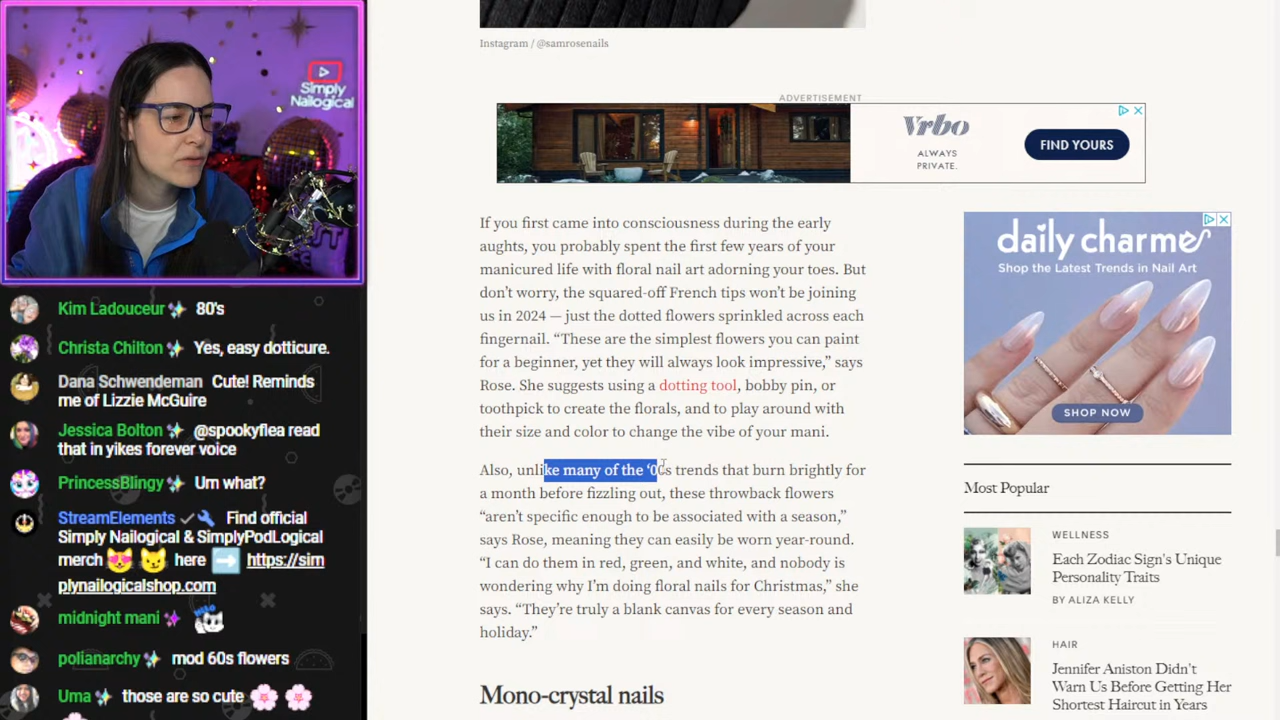 Simply
Nailogical
Kim Ladouceur 80's
Christa Chilton Yes, easy dotticure.
Dana Schwendeman Cute! Reminds
me of Lizzie McGuire
Jessica Bolton @spookyflea read
that in yikes forever voice
PrincessBlingy Um what?
StreamElements Find official
Simply Nailogical & SimplyPodLogical
merch here https://sim
plynailogicalshop.com
midnight mani
polianarchy mod 60s flowers
Uma those are so cute
Instagram / @samrosenails
ADVERTISEMENT
Vrbo
ALWAYS
PRIVATE.
FIND YOURS
If you first came into consciousness during the early
aughts, you probably spent the first few years of your
manicured life with floral nail art adorning your toes. But
don’t worry, the squared-off French tips won’t be joining
us in 2024 — just the dotted flowers sprinkled across each
fingernail. “These are the simplest flowers you can paint
for a beginner, yet they will always look impressive,” says
Rose. She suggests using a dotting tool, bobby pin, or
toothpick to create the florals, and to play around with
their size and color to change the vibe of your mani.
Also, unlike many of the ‘0s trends that burn brightly for
a month before fizzling out, these throwback flowers
“aren’t specific enough to be associated with a season,”
says Rose, meaning they can easily be worn year-round.
“I can do them in red, green, and white, and nobody is
wondering why I’m doing floral nails for Christmas,” she
says. “They’re truly a blank canvas for every season and
holiday.”
Mono-crystal nails
daily charme
Shop the Latest Trends in Nail Art
SHOP NOW
Most Popular
WELLNESS
Each Zodiac Sign’s Unique
Personality Traits
BY ALIZA KELLY
HAIR
Jennifer Aniston Didn’t
Warn Us Before Getting Her
Shortest Haircut in Years